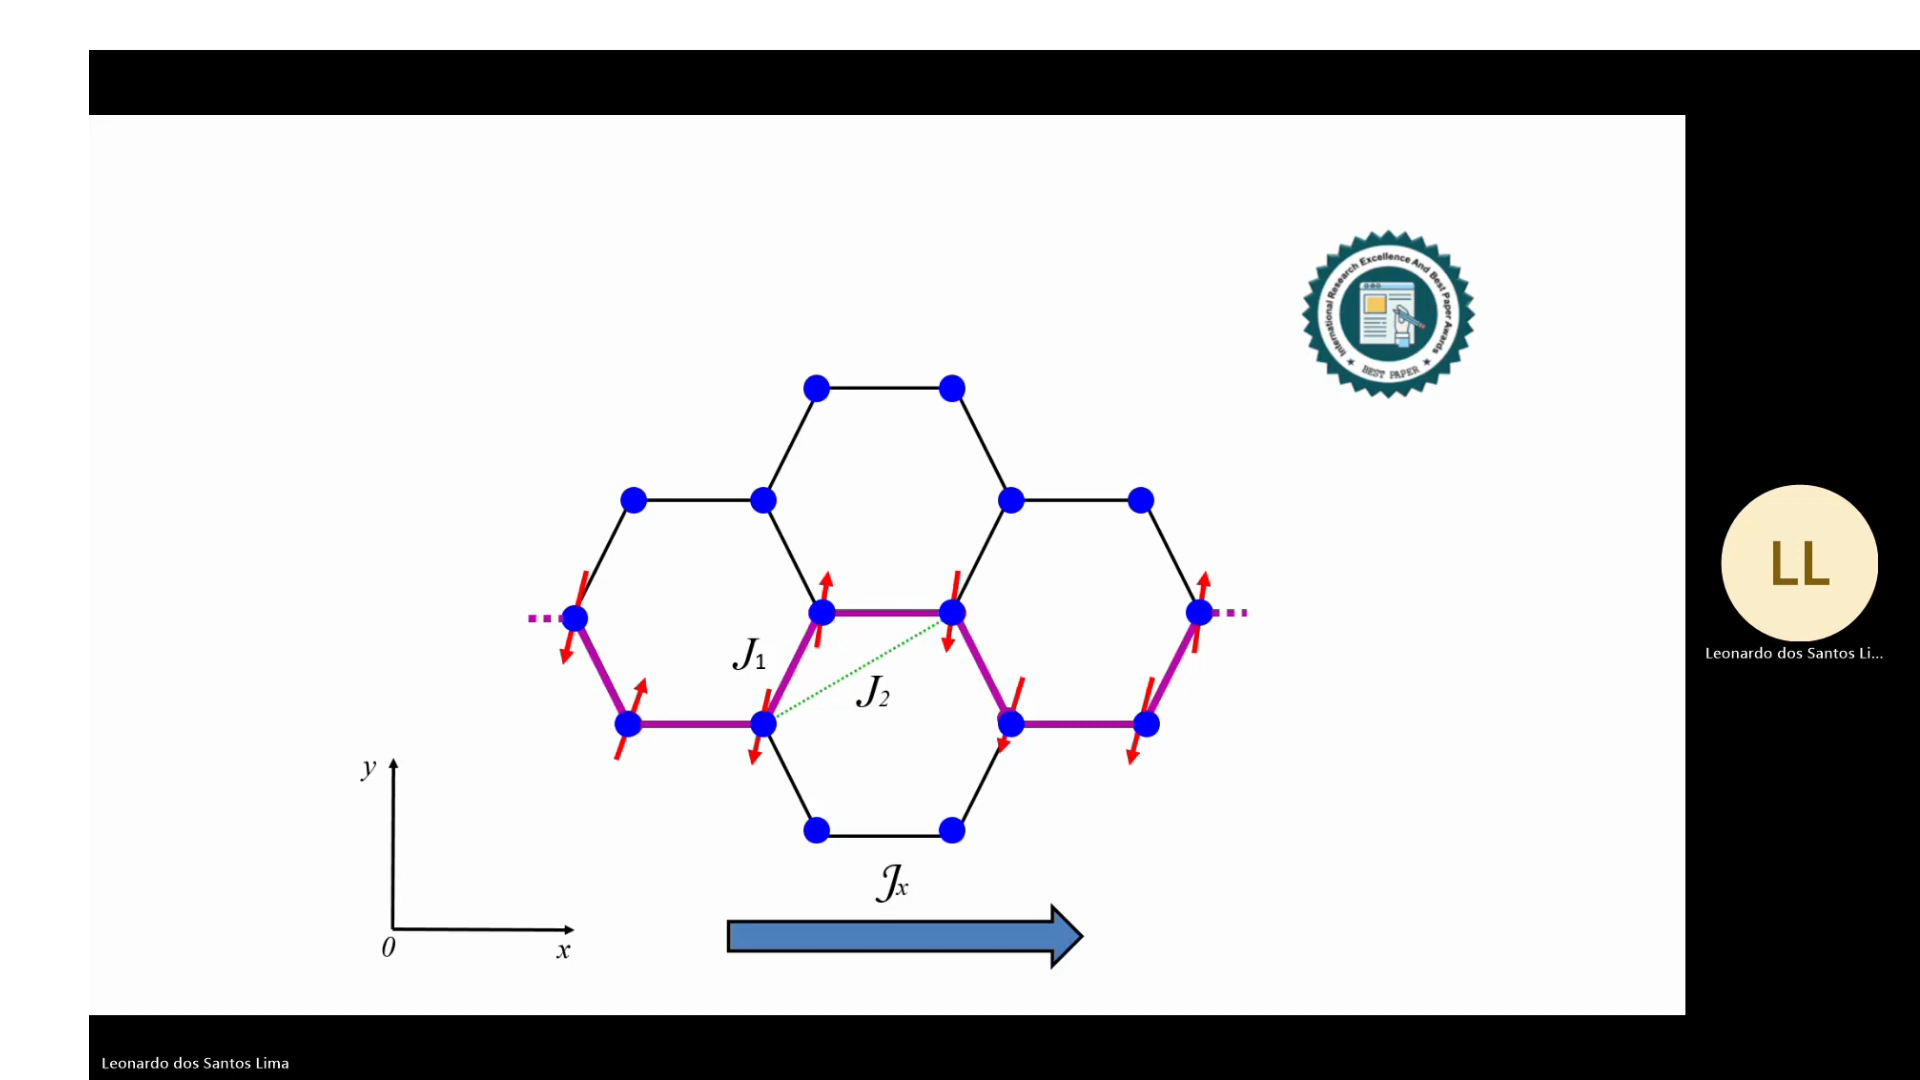 International Research Excellence And Best Paper Awards
★ BEST PAPER ★
J1
J2
LL
Leonardo dos Santos Li...
y
𝒥x
0
x
Leonardo dos Santos Lima